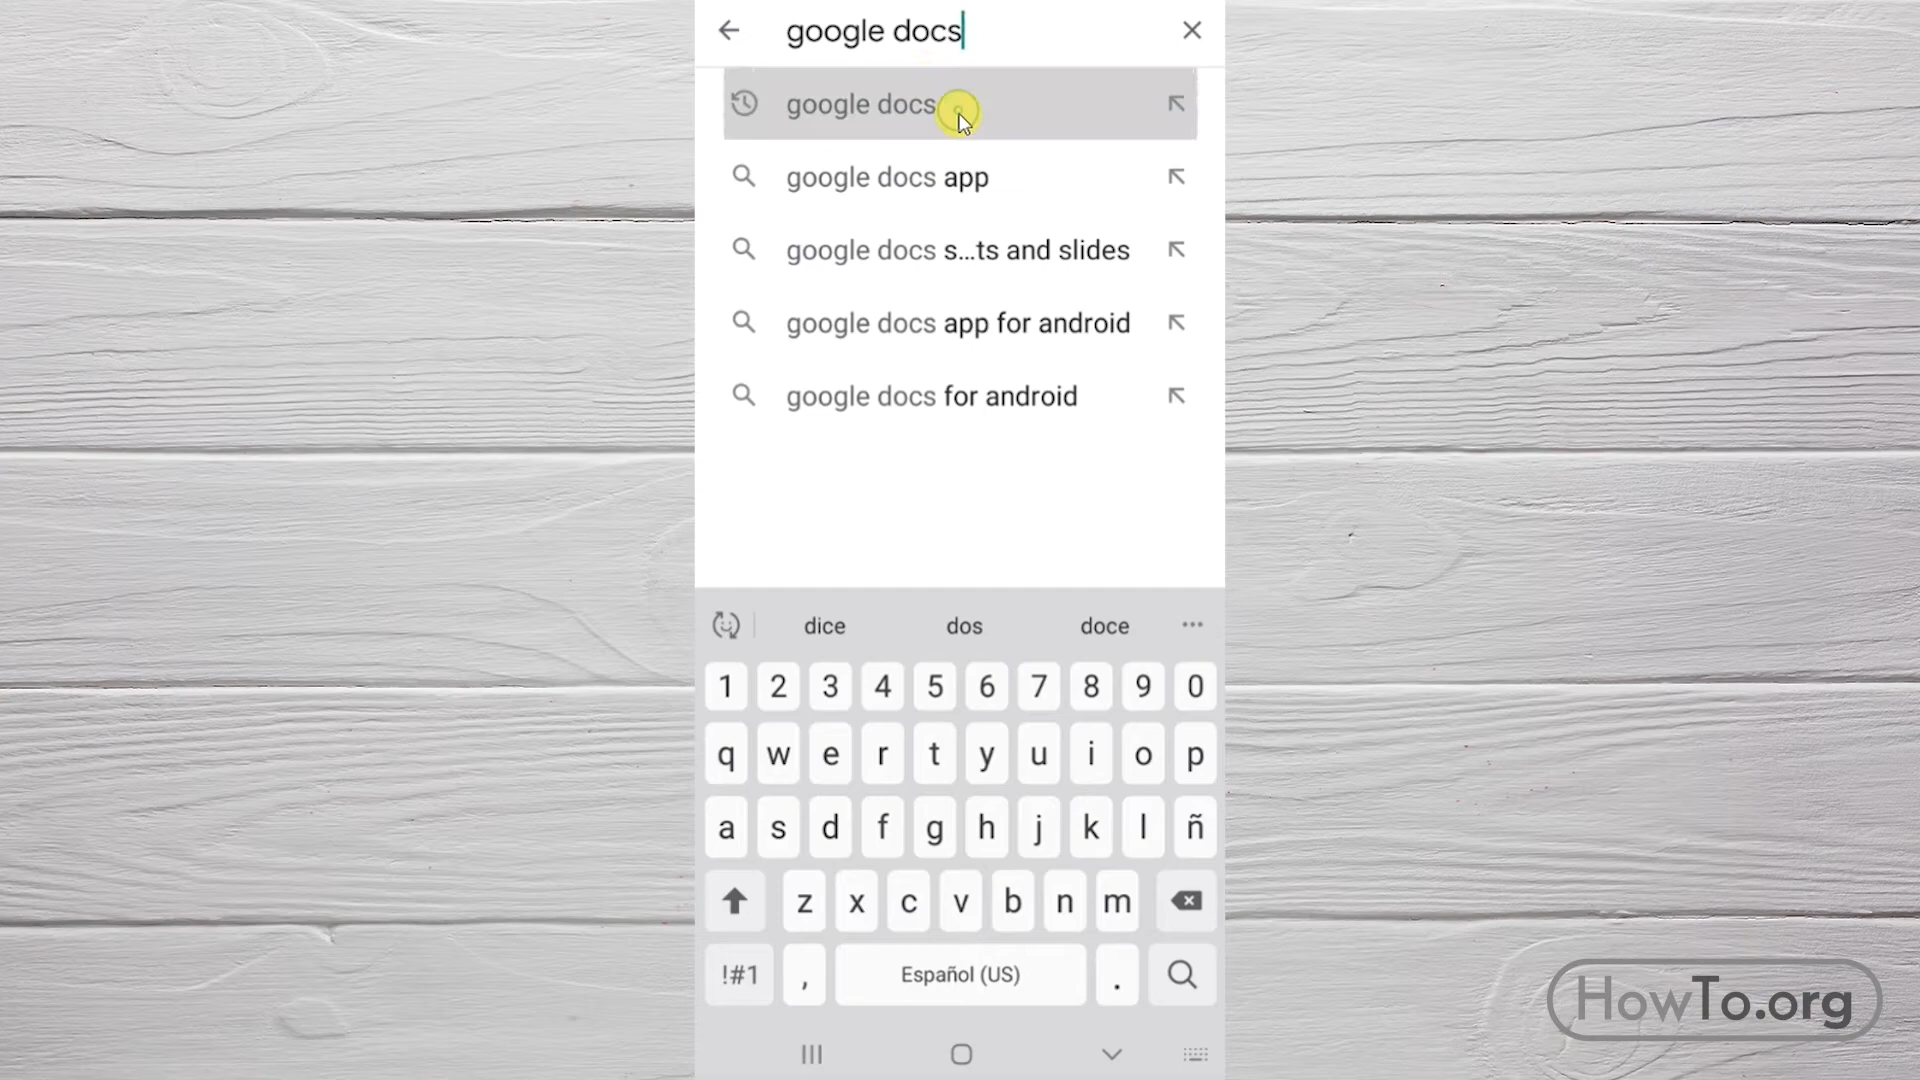 google docs
google docs
google docs app
google docs s...ts and slides
google docs app for android
google docs for android
dice dos doce
1 2 3 4 5 6 7 8 9 0
q w e r t y u i o p
a s d f g h j k l ñ
z x c v b n m
!#1 , Español (US) .
HowTo.org